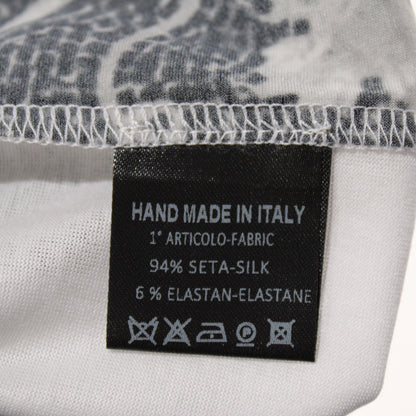 HAND MADE IN ITALY
1° ARTICOLO-FABRIC
94% SETA-SILK
6 % ELASTAN-ELASTANE